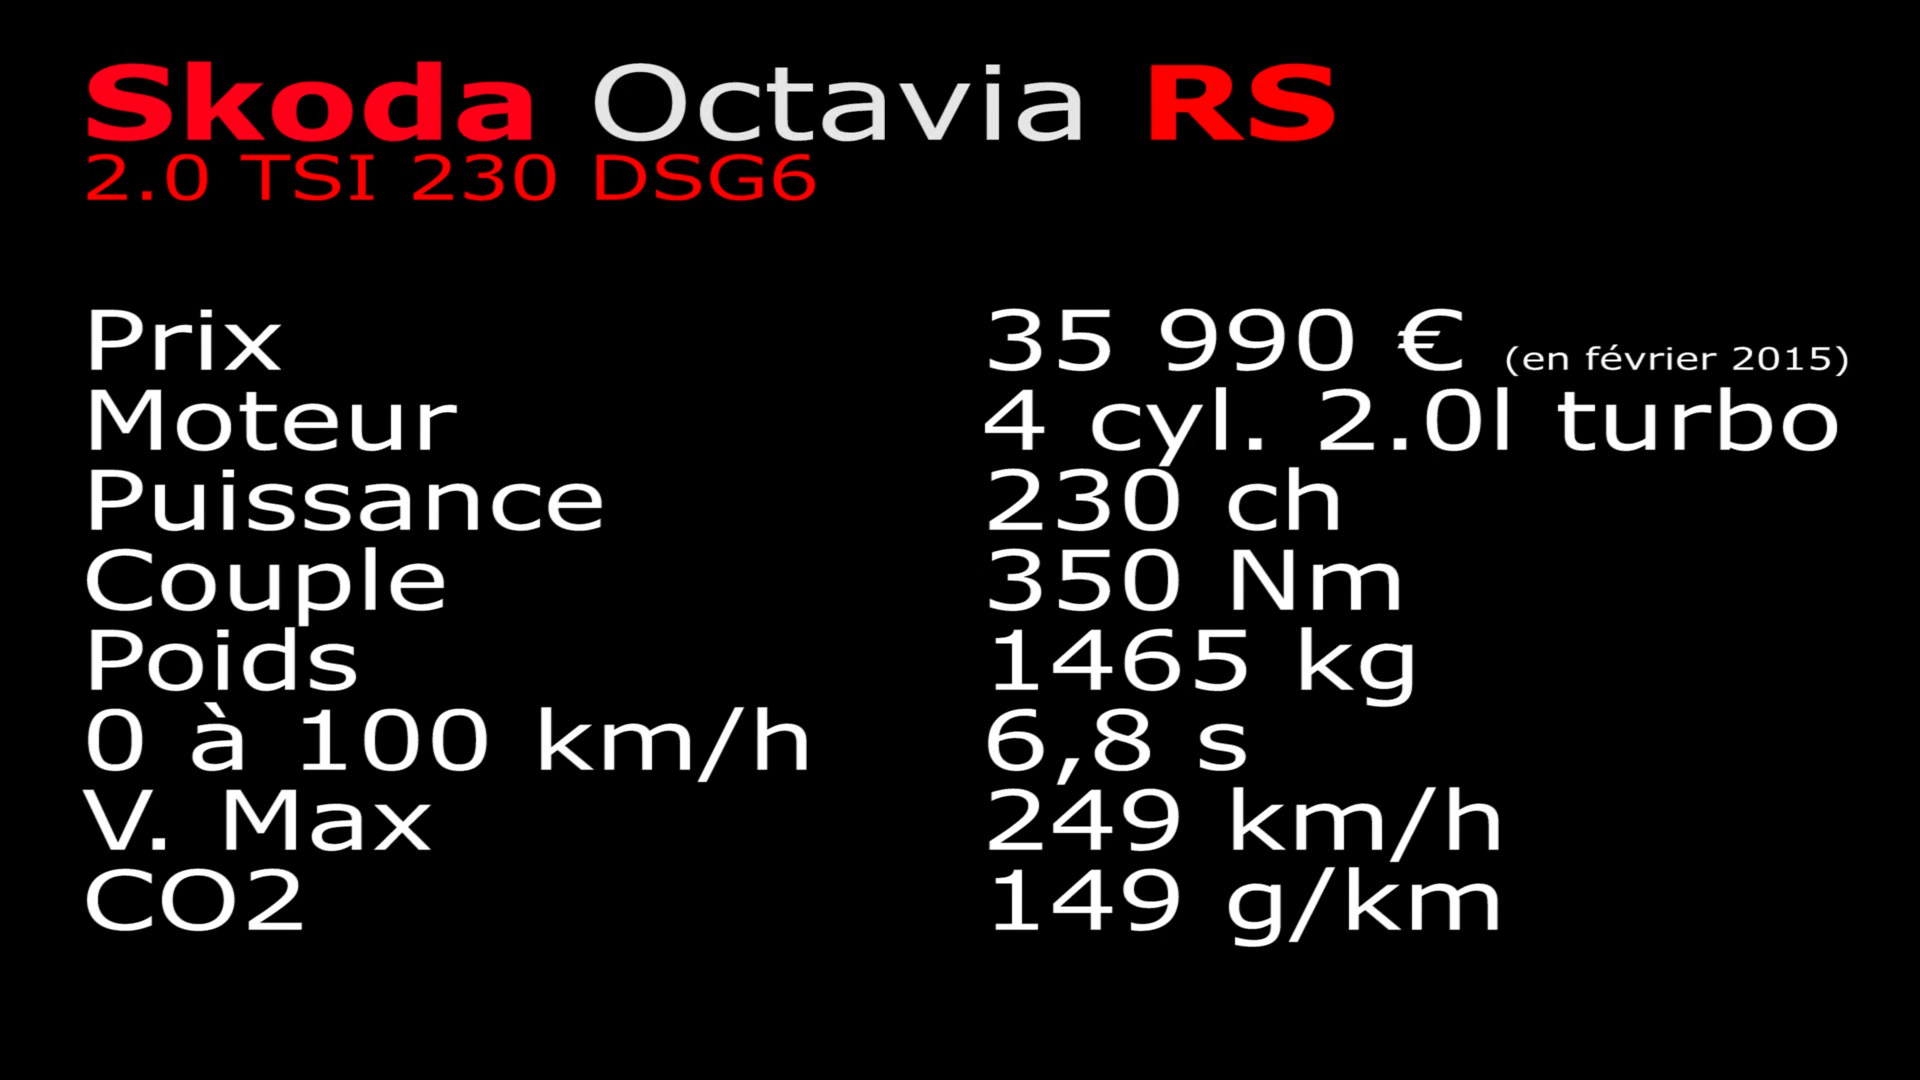 Skoda Octavia RS
2.0 TSI 230 DSG6
Prix 35 990 € (en février 2015)
Moteur 4 cyl. 2.0l turbo
Puissance 230 ch
Couple 350 Nm
Poids 1465 kg
0 à 100 km/h 6,8 s
V. Max 249 km/h
CO2 149 g/km